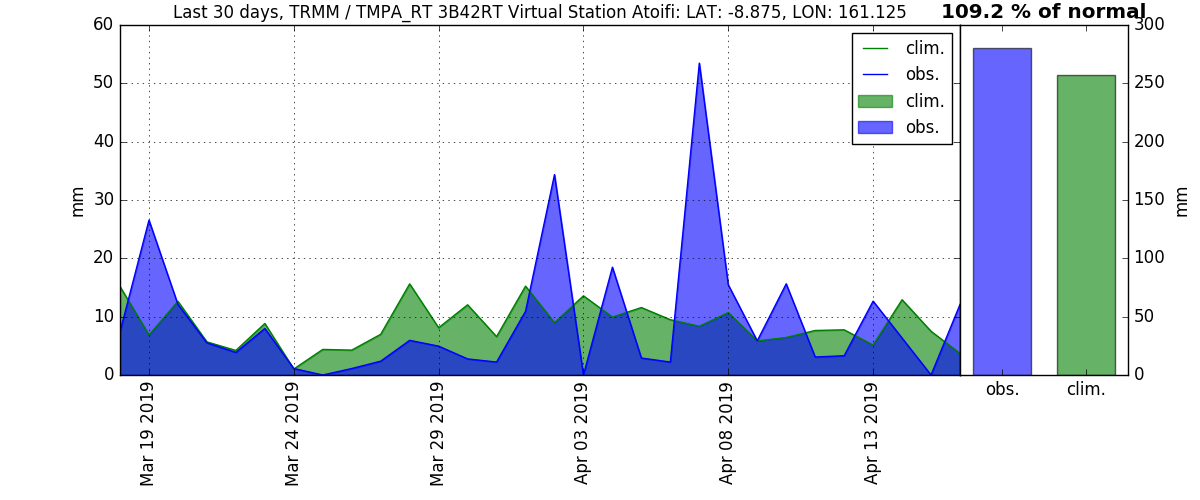 Last 30 days, TRMM / TMPA_RT 3B42RT Virtual Station Atoifi: LAT: -8.875, LON: 161.125
109.2 % of normal
60
50
40
30
20
10
0
mm
clim.
obs.
clim.
obs.
Mar 19 2019
Mar 24 2019
Mar 29 2019
Apr 03 2019
Apr 08 2019
Apr 13 2019
300
250
200
150
100
50
0
mm
obs.
clim.